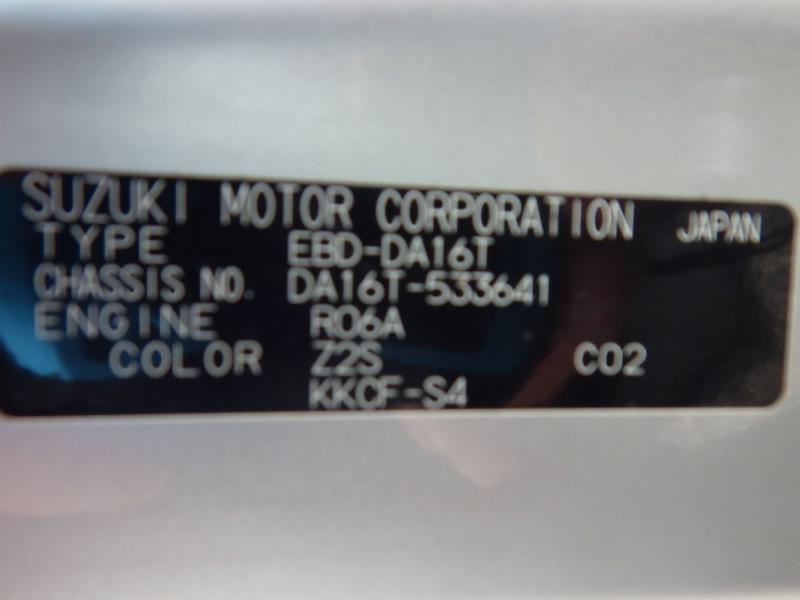 SUZUKI MOTOR CORPORATION JAPAN
TYPE EBD-DA16T
CHASSIS NO. DA16T-533641
ENGINE R06A
COLOR Z2S C02
KKCF-S4